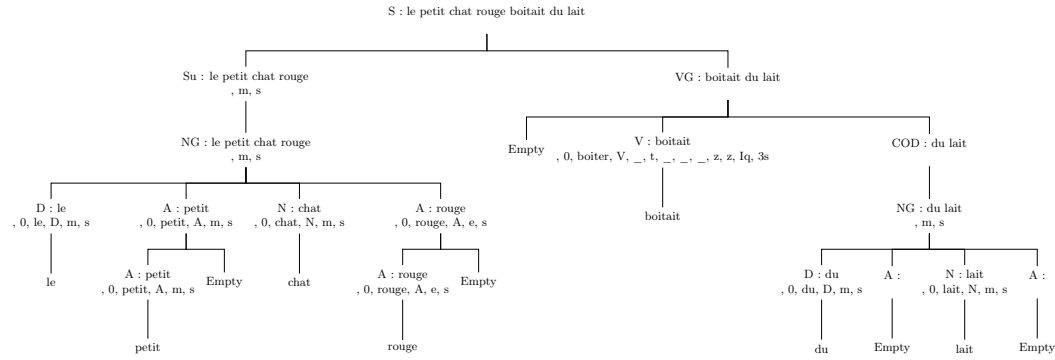 S : le petit chat rouge boitait du lait
Su : le petit chat rouge
, m, s
VG : boitait du lait
NG : le petit chat rouge
, m, s
Empty
V : boitait
, 0, boiter, V, _, t, _, _, _, z, z, Iq, 3s
COD : du lait
D : le
, 0, le, D, m, s
A : petit
, 0, petit, A, m, s
N : chat
, 0, chat, N, m, s
A : rouge
, 0, rouge, A, e, s
boitait
NG : du lait
, m, s
le
A : petit
, 0, petit, A, m, s
Empty
chat
A : rouge
, 0, rouge, A, e, s
Empty
D : du
, 0, du, D, m, s
A :
N : lait
, 0, lait, N, m, s
A :
petit
rouge
du
Empty
lait
Empty